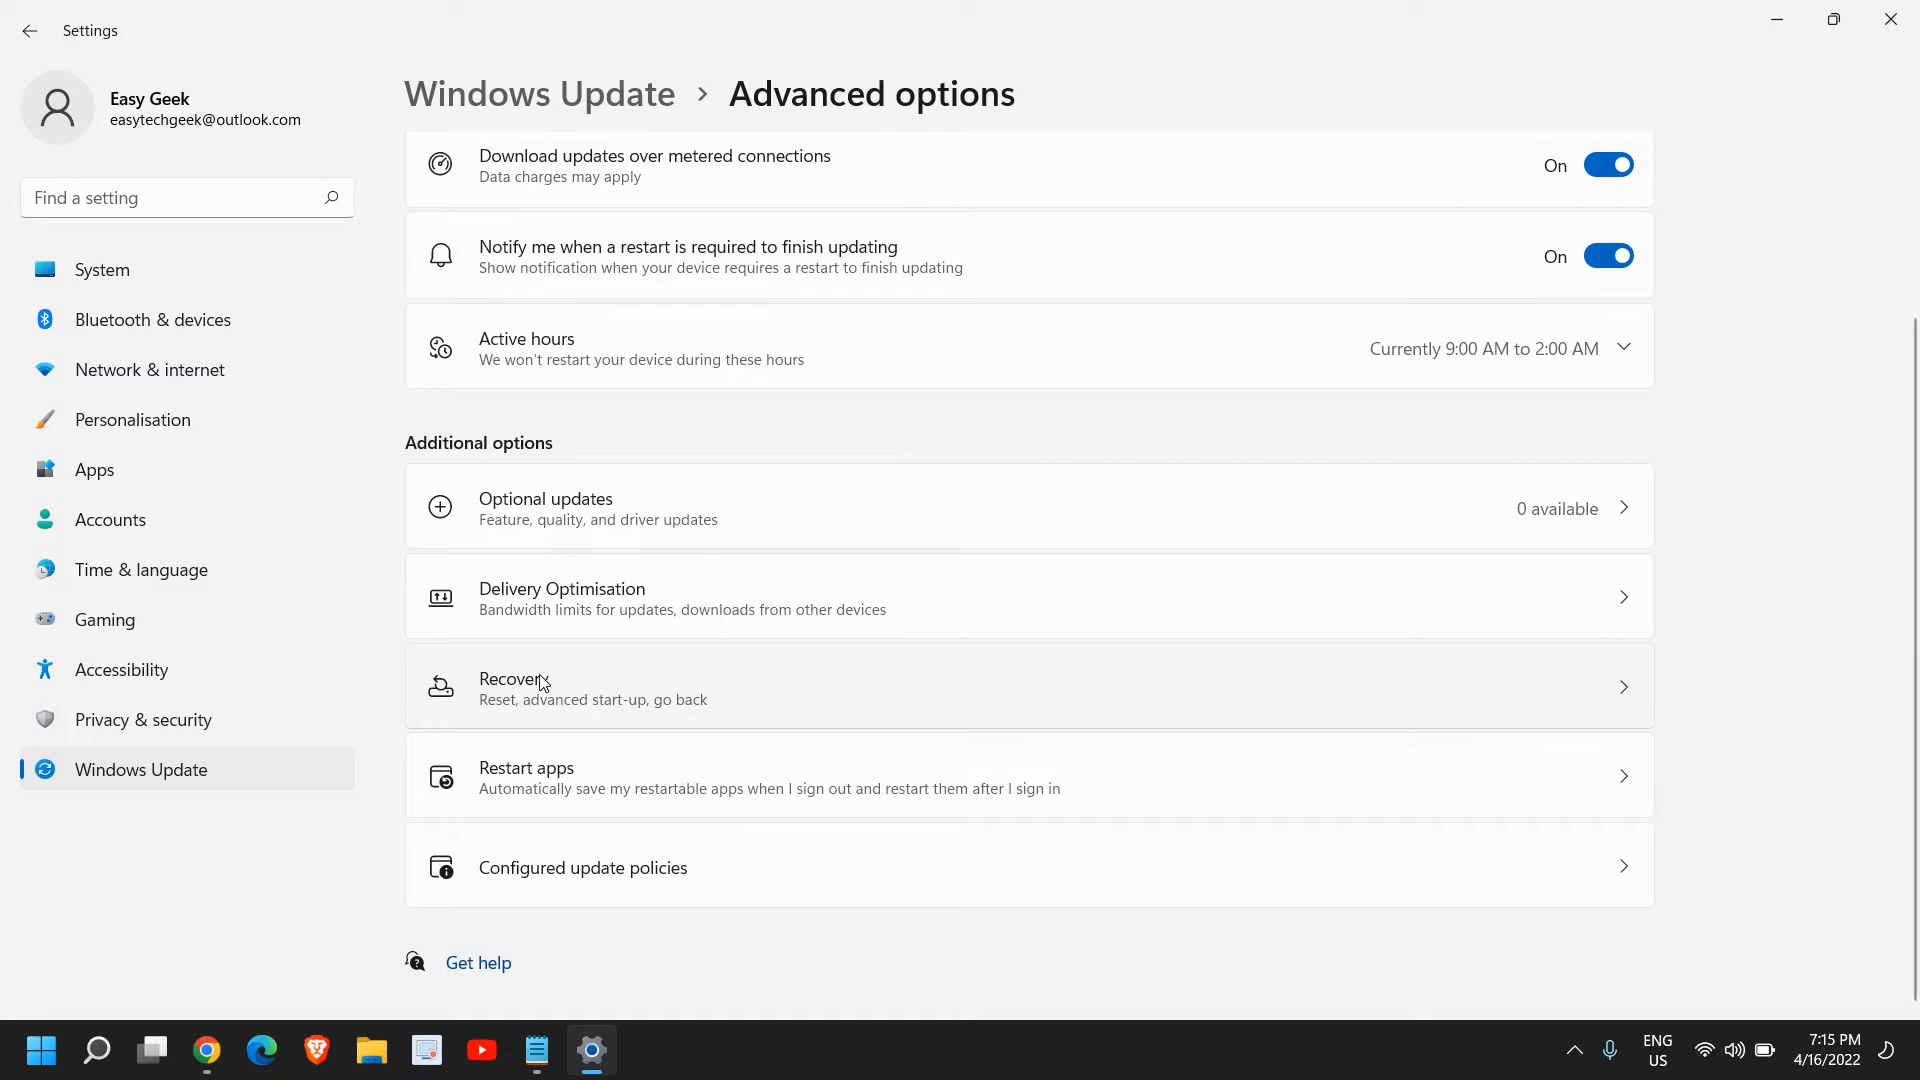 Settings
Easy Geek
easytechgeek@outlook.com
Find a setting
System
Bluetooth & devices
Network & internet
Personalisation
Apps
Accounts
Time & language
Gaming
Accessibility
Privacy & security
Windows Update
Windows Update > Advanced options
Download updates over metered connections
Data charges may apply
On
Notify me when a restart is required to finish updating
Show notification when your device requires a restart to finish updating
On
Active hours
We won't restart your device during these hours
Currently 9:00 AM to 2:00 AM
Additional options
Optional updates
Feature, quality, and driver updates
0 available
Delivery Optimisation
Bandwidth limits for updates, downloads from other devices
Recovery
Reset, advanced start-up, go back
Restart apps
Automatically save my restartable apps when I sign out and restart them after I sign in
Configured update policies
Get help
ENG
US
7:15 PM
4/16/2022